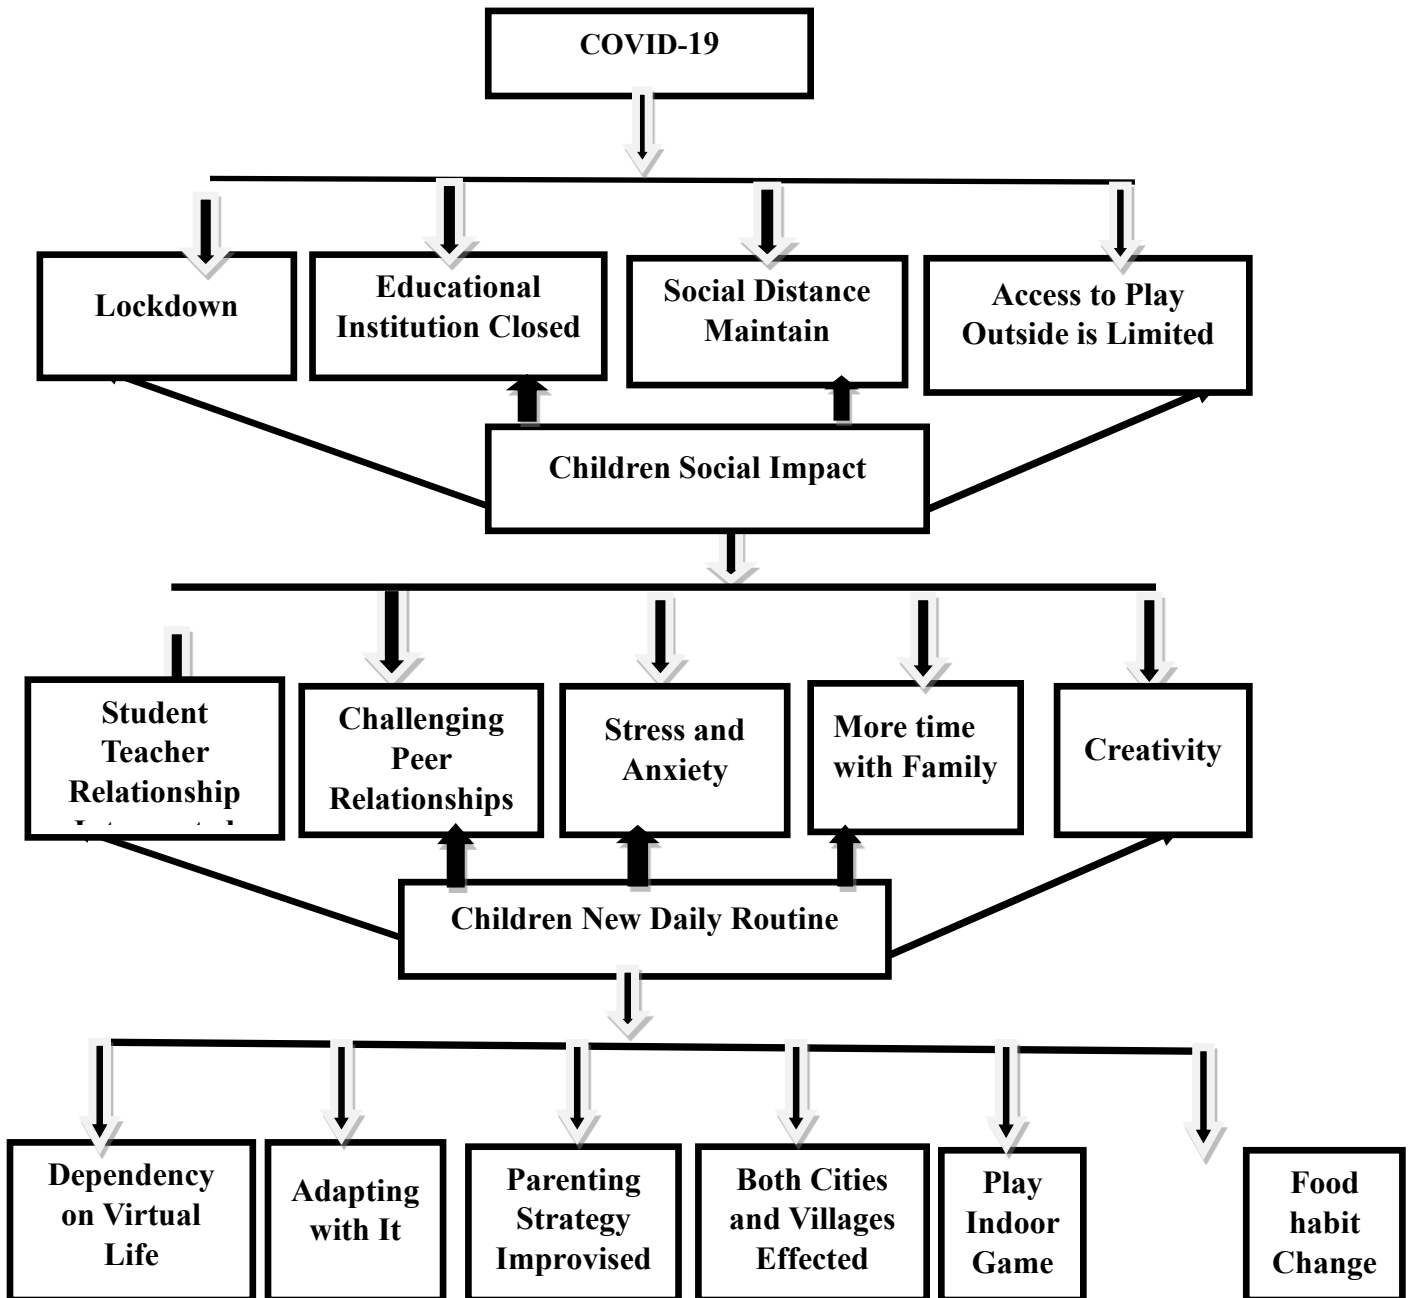 COVID-19
Lockdown
Educational
Institution Closed
Social Distance
Maintain
Access to Play
Outside is Limited
Children Social Impact
Student
Teacher
Relationship
Challenging
Peer
Relationships
Stress and
Anxiety
More time
with Family
Creativity
Children New Daily Routine
Dependency
on Virtual
Life
Adapting
with It
Parenting
Strategy
Improvised
Both Cities
and Villages
Effected
Play
Indoor
Game
Food
habit
Change